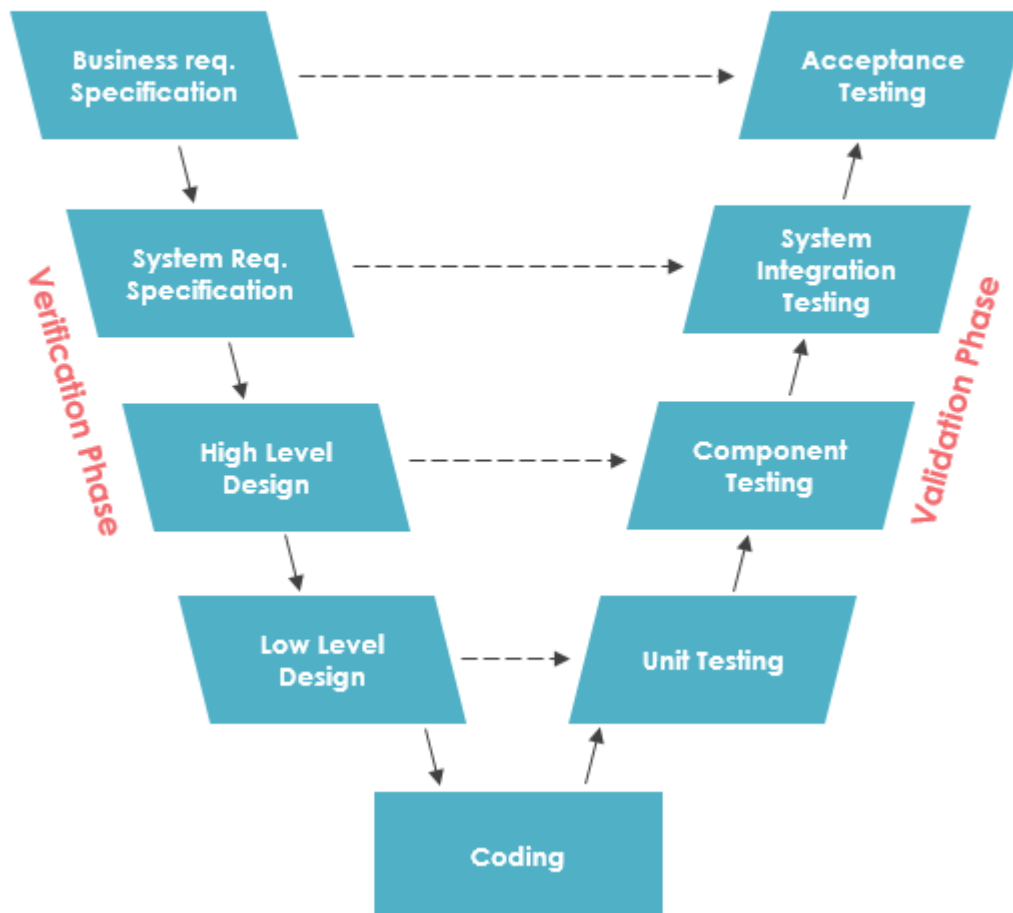 Business req.
Specification
Acceptance
Testing
System Req.
Specification
System
Integration
Testing
Verification Phase
Validation Phase
High Level
Design
Component
Testing
Low Level
Design
Unit Testing
Coding